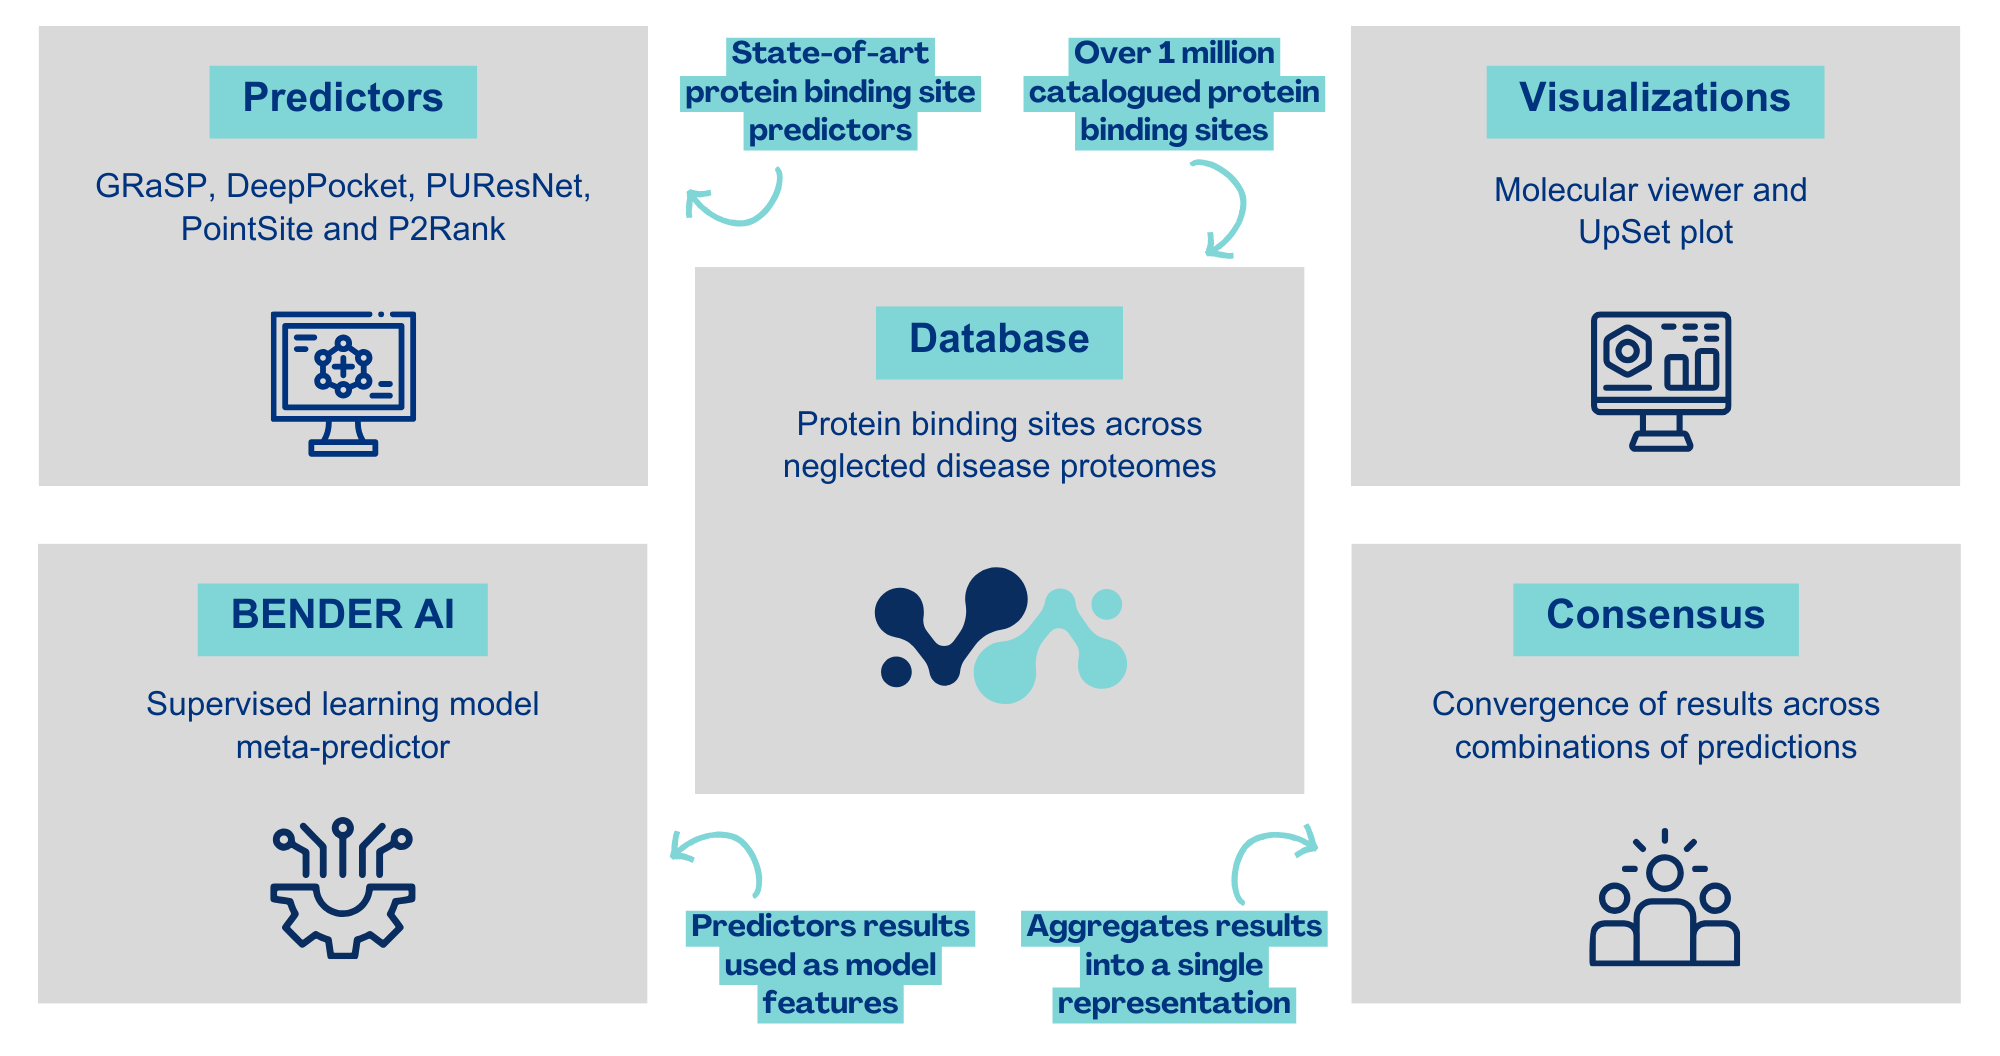 Predictors
GRaSP, DeepPocket, PUResNet,
PointSite and P2Rank
State-of-art
protein binding site
predictors
Over 1 million
catalogued protein
binding sites
Visualizations
Molecular viewer and
UpSet plot
Database
Protein binding sites across
neglected disease proteomes
BENDER AI
Supervised learning model
meta-predictor
Predictors results
used as model
features
Aggregates results
into a single
representation
Consensus
Convergence of results across
combinations of predictions